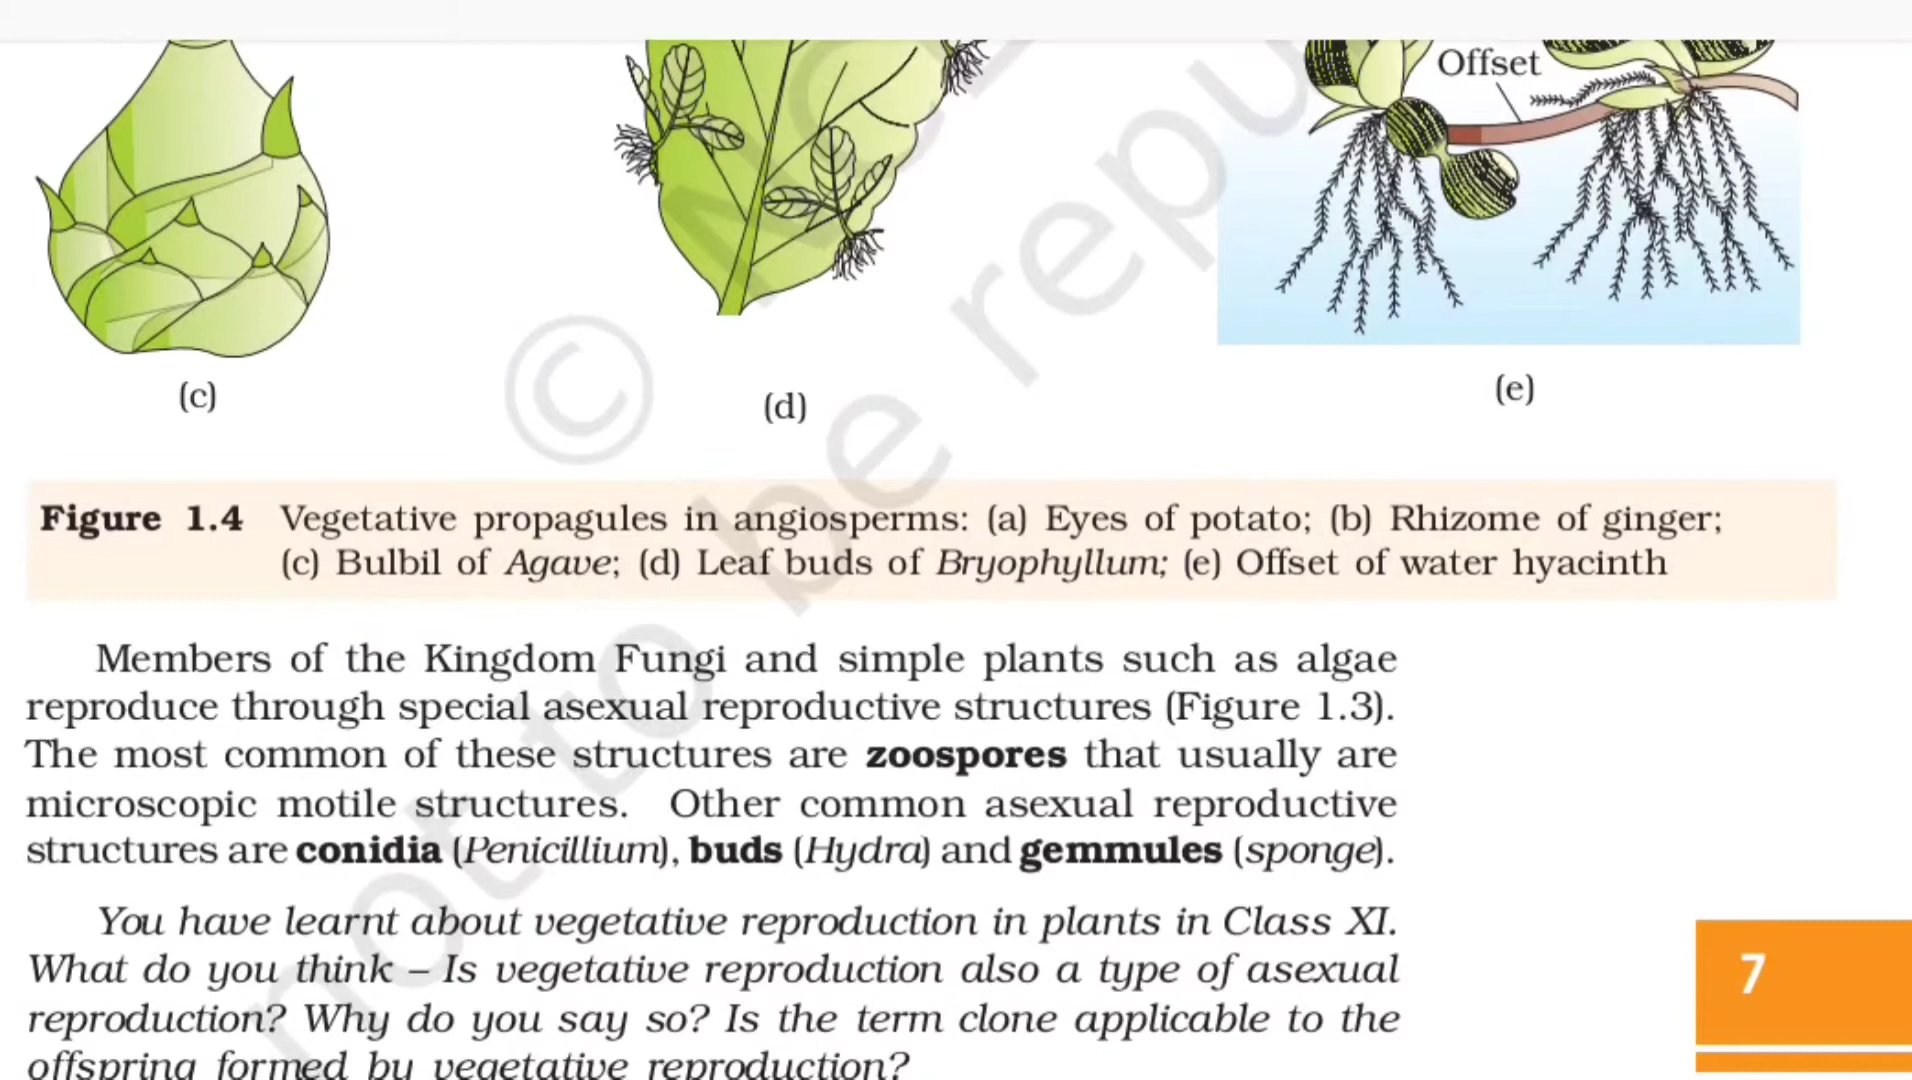 Offset
(c)
(d)
(e)
Figure 1.4 Vegetative propagules in angiosperms: (a) Eyes of potato; (b) Rhizome of ginger;
(c) Bulbil of Agave; (d) Leaf buds of Bryophyllum; (e) Offset of water hyacinth
Members of the Kingdom Fungi and simple plants such as algae
reproduce through special asexual reproductive structures (Figure 1.3).
The most common of these structures are zoospores that usually are
microscopic motile structures. Other common asexual reproductive
structures are conidia (Penicillium), buds (Hydra) and gemmules (sponge).
You have learnt about vegetative reproduction in plants in Class XI.
What do you think – Is vegetative reproduction also a type of asexual
reproduction? Why do you say so? Is the term clone applicable to the
offspring formed by vegetative reproduction?
7
©
not to be repu